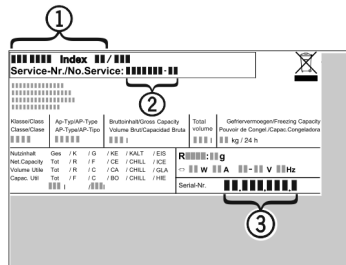 1
Index /
Service-Nr./No.Service: -
2
Klasse/Class Ap-Typ/AP-Type Bruttoinhalt/Gross Capacity Total Gefriervermoegen/Freezing Capacity
Classe/Clase AP-Type/AP-Tipo Volume Brut/Capacidad Bruta volume Pouvoir de Congel./Capac.Congeladora
l l kg / 24 h
Nutzinhalt Ges / K / G / KE / KALT / EIS
Net.Capacity Tot / R / F / CE / CHILL / ICE
Volume Utile Tot / R / C / CA / CHILL / GLA
Capac. Util Tot / F / C / BO / CHILL / HIE
l / l
R : g
W A - V Hz
Serial-Nr. . . .
3